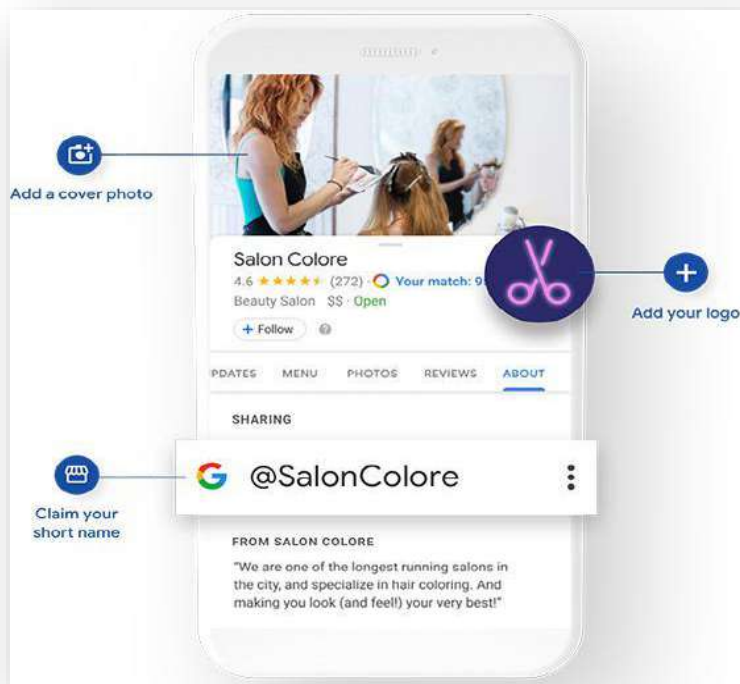 Add a cover photo
Salon Colore
4.6 ★★★★★ (272) · Your match: 9
Beauty Salon $$ · Open
+ Follow
Add your logo
PDATES MENU PHOTOS REVIEWS ABOUT
SHARING
@SalonColore
Claim your
short name
FROM SALON COLORE
"We are one of the longest running salons in
the city, and specialize in hair coloring. And
making you look (and feel!) your very best!"